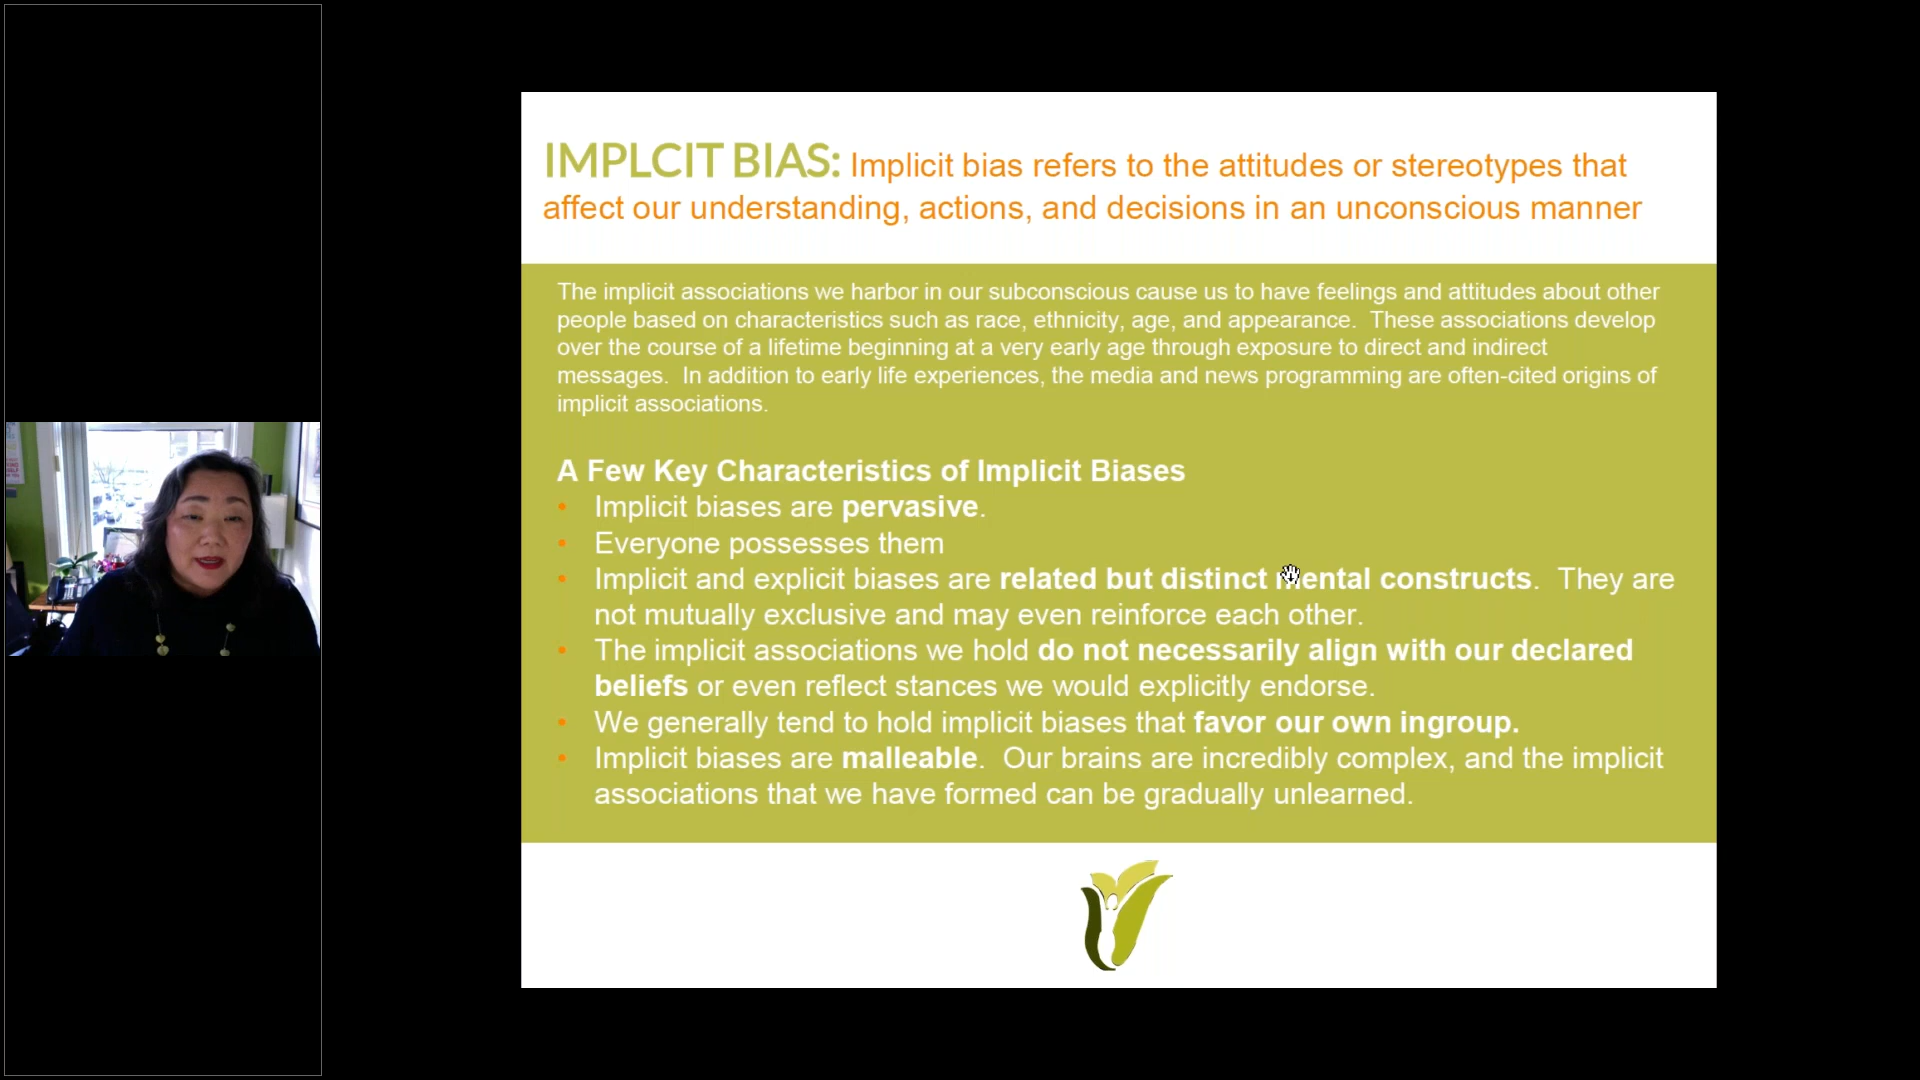 IMPLCIT BIAS: Implicit bias refers to the attitudes or stereotypes that
affect our understanding, actions, and decisions in an unconscious manner
The implicit associations we harbor in our subconscious cause us to have feelings and attitudes about other
people based on characteristics such as race, ethnicity, age, and appearance.  These associations develop
over the course of a lifetime beginning at a very early age through exposure to direct and indirect
messages.  In addition to early life experiences, the media and news programming are often-cited origins of
implicit associations.
A Few Key Characteristics of Implicit Biases
• Implicit biases are pervasive.
• Everyone possesses them
• Implicit and explicit biases are related but distinct mental constructs.  They are
not mutually exclusive and may even reinforce each other.
• The implicit associations we hold do not necessarily align with our declared
beliefs or even reflect stances we would explicitly endorse.
• We generally tend to hold implicit biases that favor our own ingroup.
• Implicit biases are malleable.  Our brains are incredibly complex, and the implicit
associations that we have formed can be gradually unlearned.